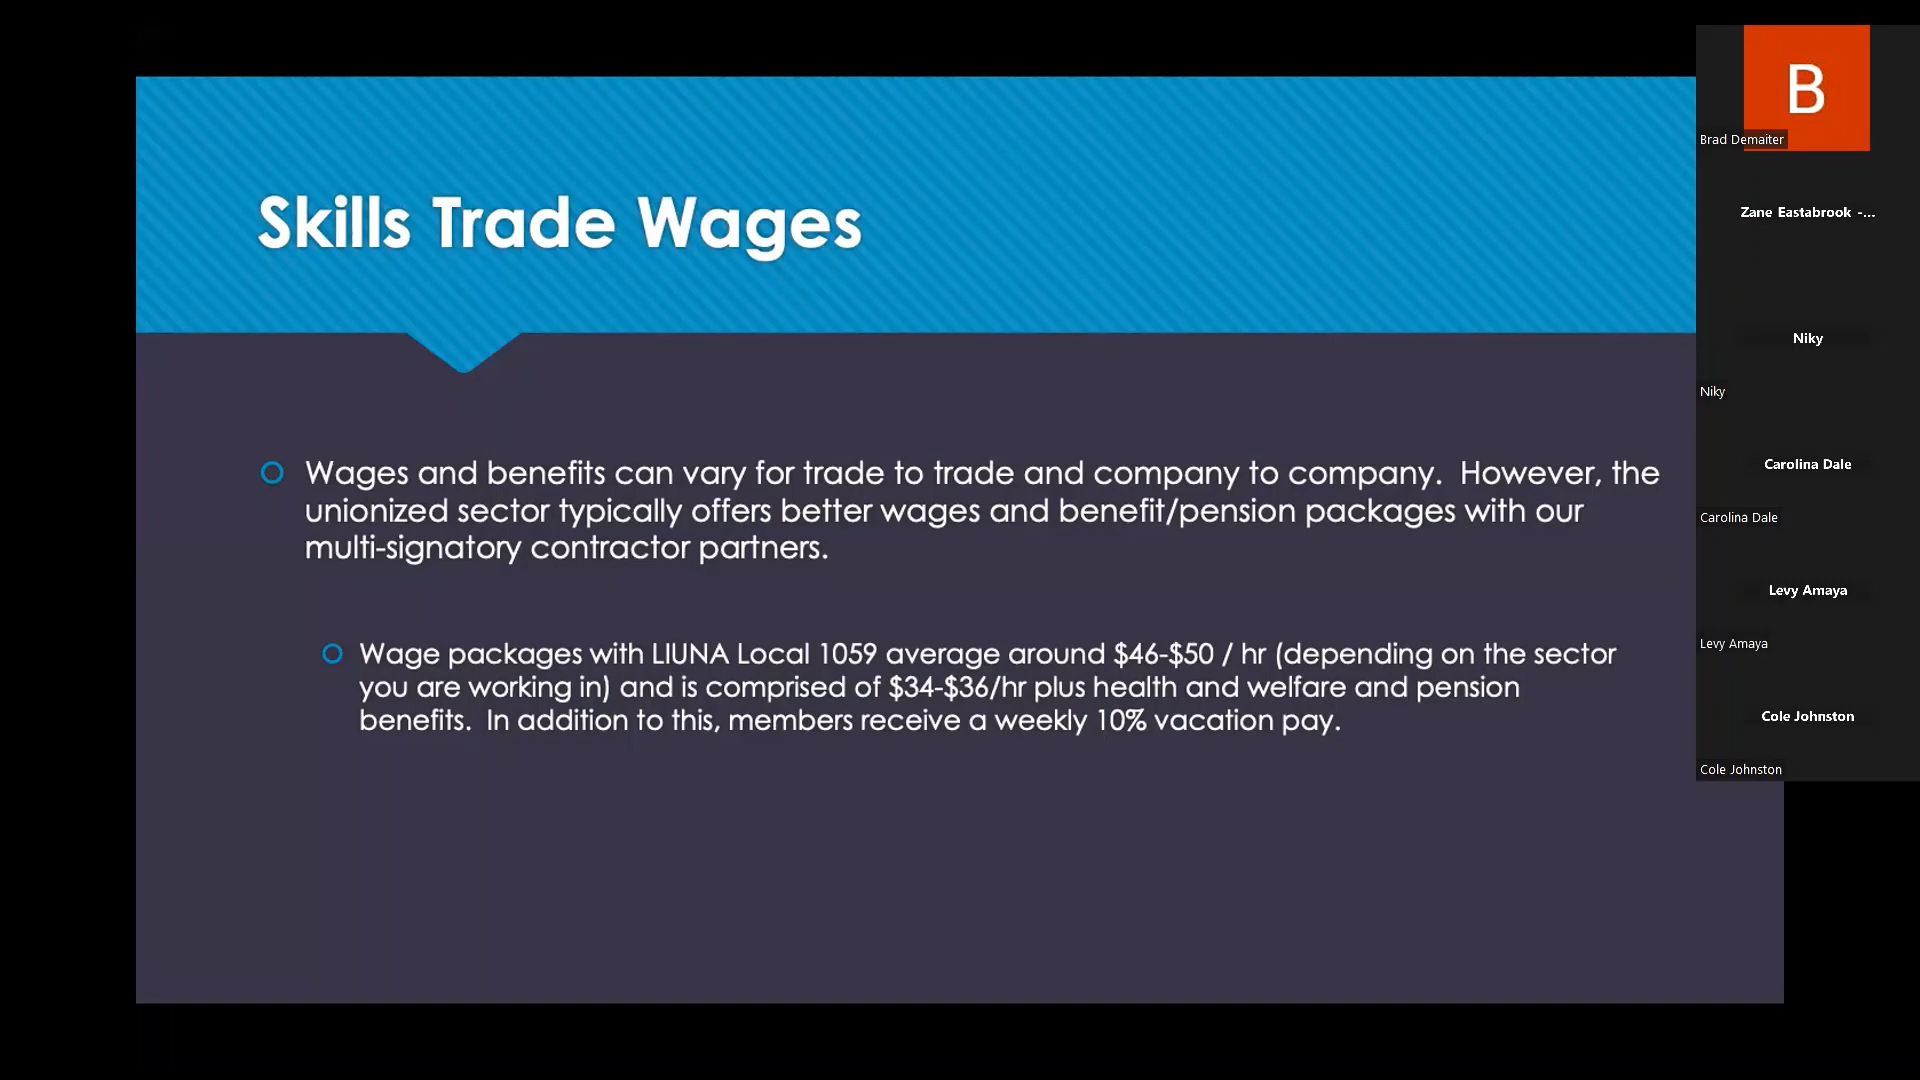 Skills Trade Wages
Wages and benefits can vary for trade to trade and company to company.  However, the
unionized sector typically offers better wages and benefit/pension packages with our
multi-signatory contractor partners.
Wage packages with LIUNA Local 1059 average around $46-$50 / hr (depending on the sector
you are working in) and is comprised of $34-$36/hr plus health and welfare and pension
benefits.  In addition to this, members receive a weekly 10% vacation pay.
B
Brad Demaiter
Zane Eastabrook -...
Niky
Niky
Carolina Dale
Carolina Dale
Levy Amaya
Levy Amaya
Cole Johnston
Cole Johnston